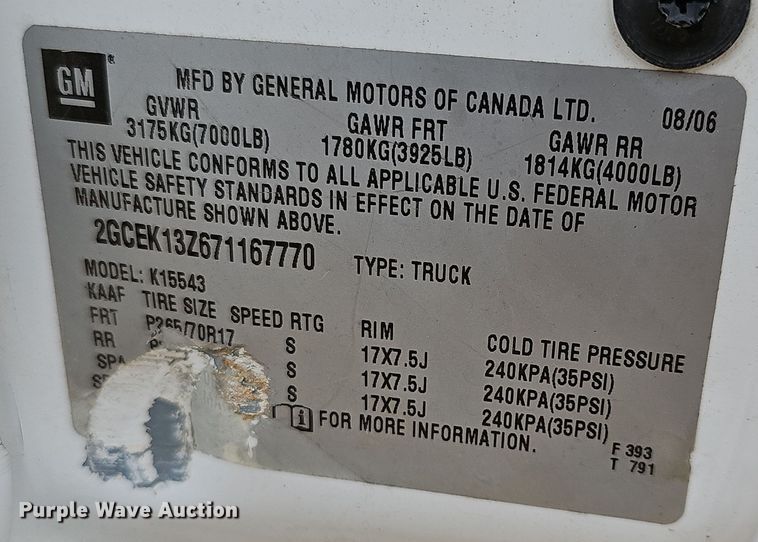 GM
MFD BY GENERAL MOTORS OF CANADA LTD. 08/06
GVWR GAWR FRT GAWR RR
3175KG(7000LB) 1780KG(3925LB) 1814KG(4000LB)
THIS VEHICLE CONFORMS TO ALL APPLICABLE U.S. FEDERAL MOTOR
VEHICLE SAFETY STANDARDS IN EFFECT ON THE DATE OF
MANUFACTURE SHOWN ABOVE.
2GCEK13Z671167770 TYPE: TRUCK
MODEL: K15543
KAAF TIRE SIZE SPEED RTG RIM COLD TIRE PRESSURE
FRT P265/70R17 S 17X7.5J 240KPA(35PSI)
RR S 17X7.5J 240KPA(35PSI)
S 17X7.5J 240KPA(35PSI)
FOR MORE INFORMATION.
F 393
T 791
Purple Wave Auction